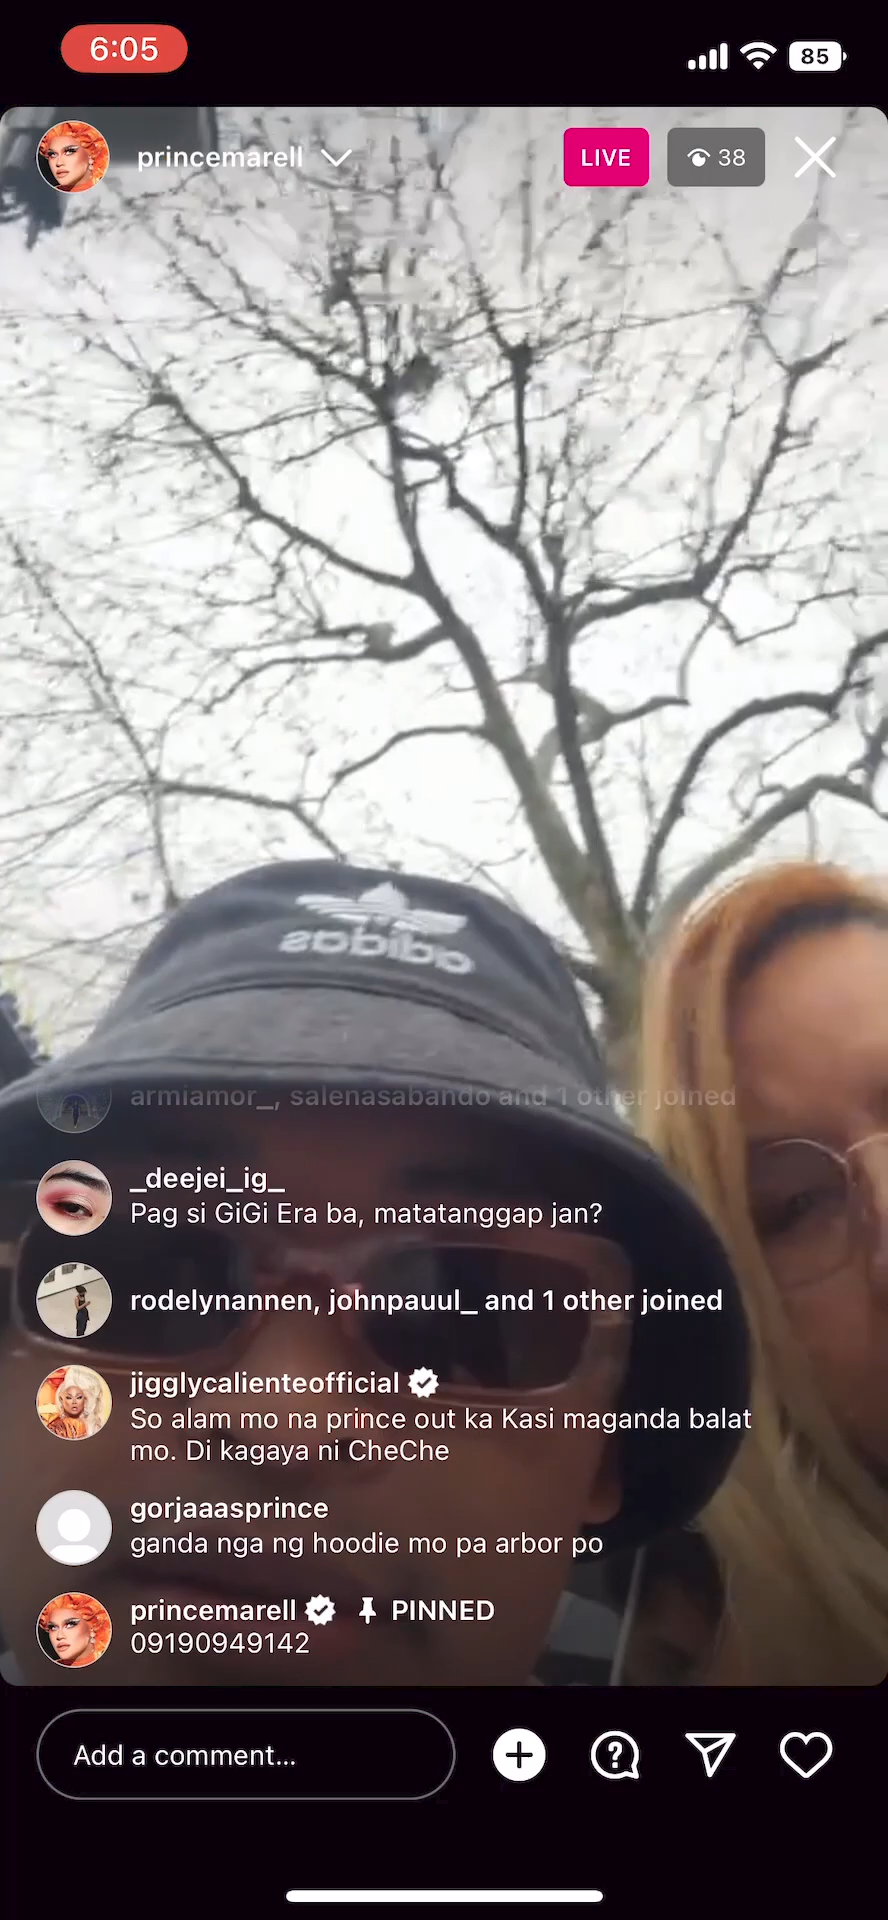 6:05
85
princemarell
LIVE
38
adidas
armiamor_, salenasabando and 1 other joined
_deejei_ig_
Pag si GiGi Era ba, matatanggap jan?
rodelynannen, johnpauul_ and 1 other joined
jigglycalienteofficial
So alam mo na prince out ka Kasi maganda balat
mo. Di kagaya ni CheChe
gorjaaasprince
ganda nga ng hoodie mo pa arbor po
princemarell PINNED
09190949142
Add a comment...